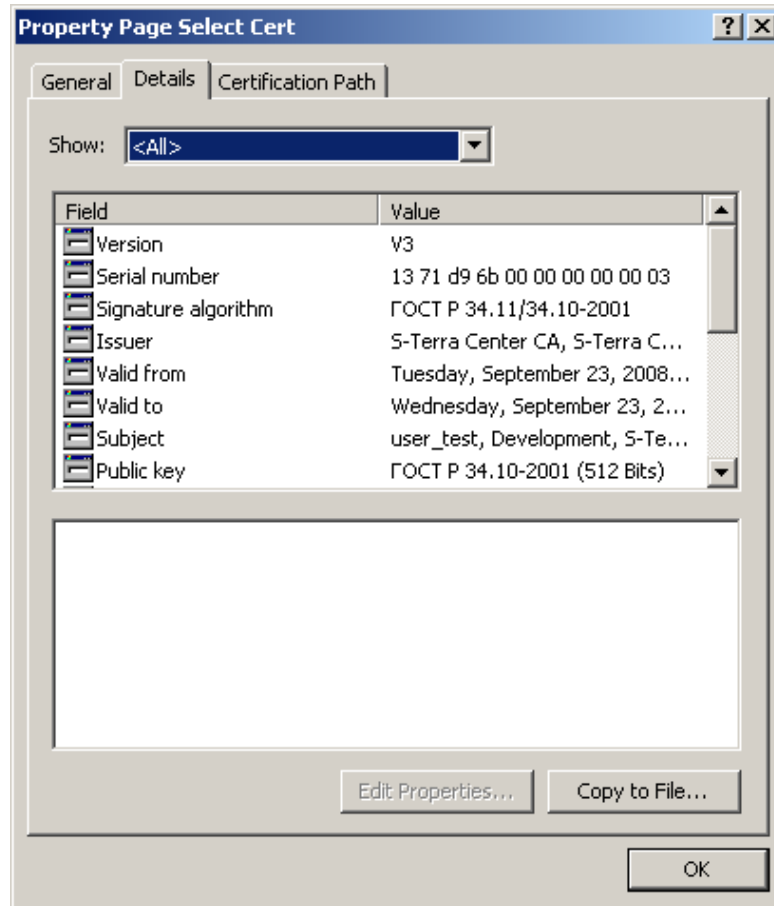 Property Page Select Cert
General Details Certification Path
Show: <All>
Field Value
Version V3
Serial number 13 71 d9 6b 00 00 00 00 00 03
Signature algorithm ГОСТ Р 34.11/34.10-2001
Issuer S-Terra Center CA, S-Terra C...
Valid from Tuesday, September 23, 2008...
Valid to Wednesday, September 23, 2...
Subject user_test, Development, S-Te...
Public key ГОСТ Р 34.10-2001 (512 Bits)
Edit Properties... Copy to File...
OK